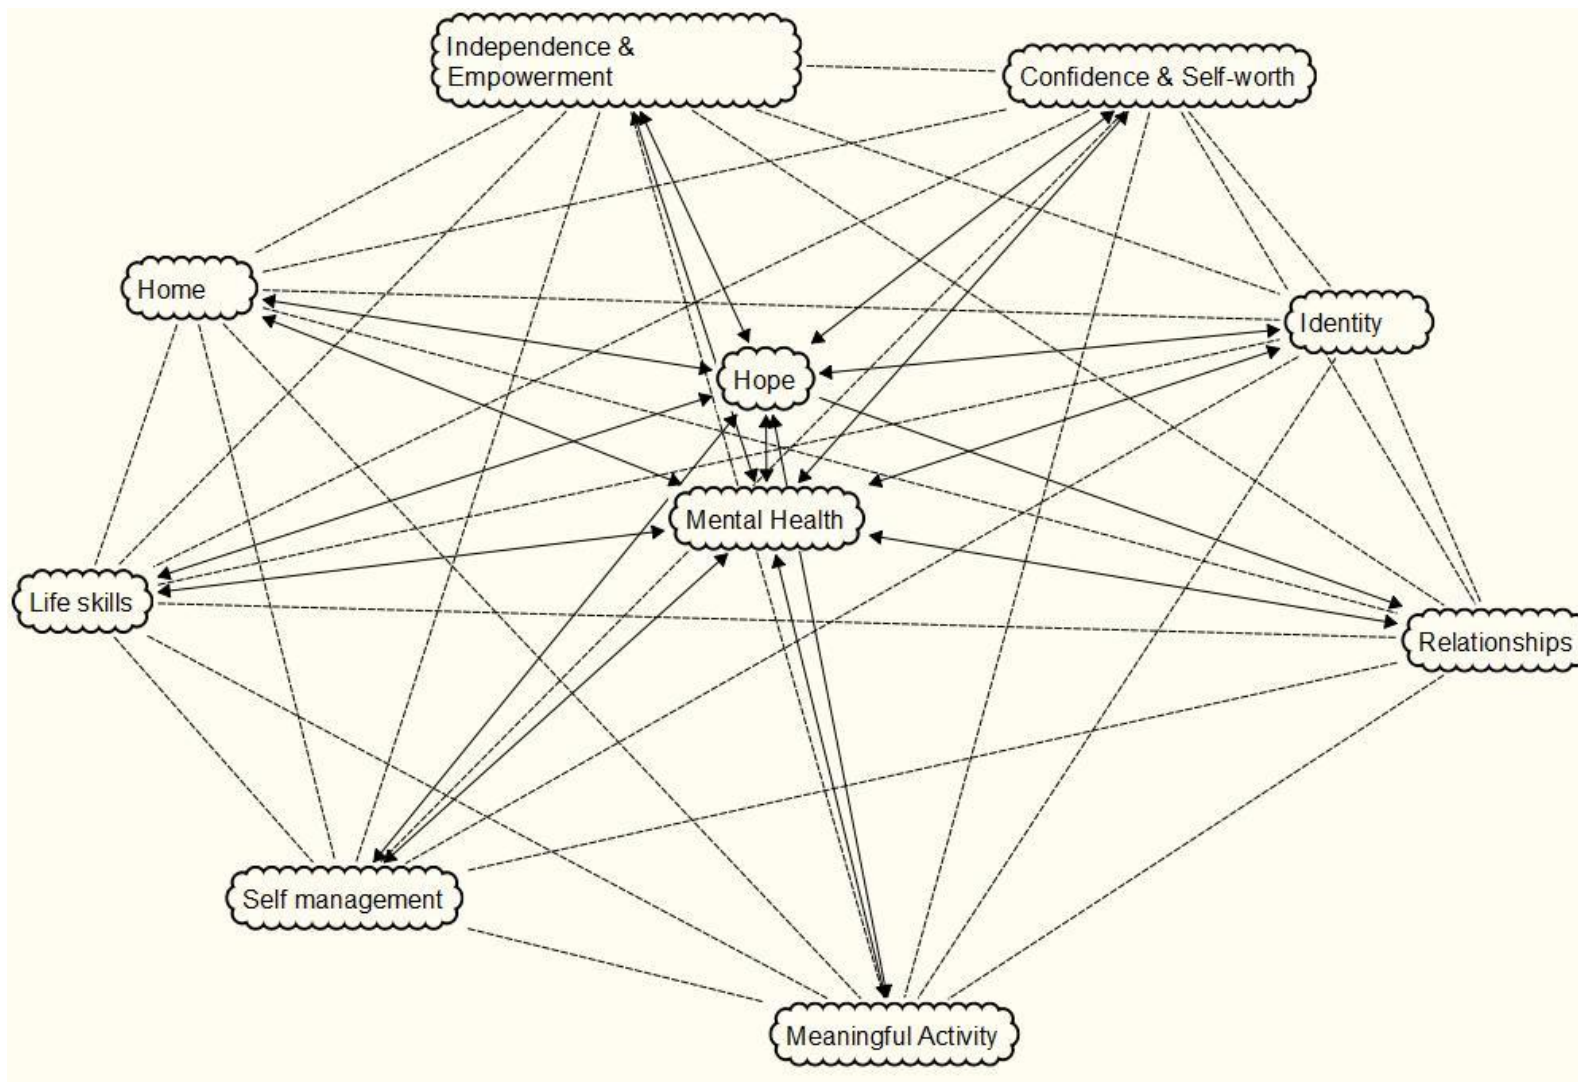 Independence &
Empowerment
Confidence & Self-worth
Home
Identity
Hope
Mental Health
Life skills
Relationships
Self management
Meaningful Activity